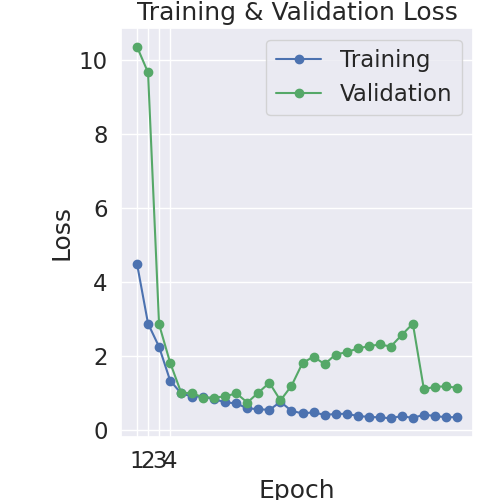 Training & Validation Loss
Training
Validation
Loss
10
8
6
4
2
0
1234
Epoch